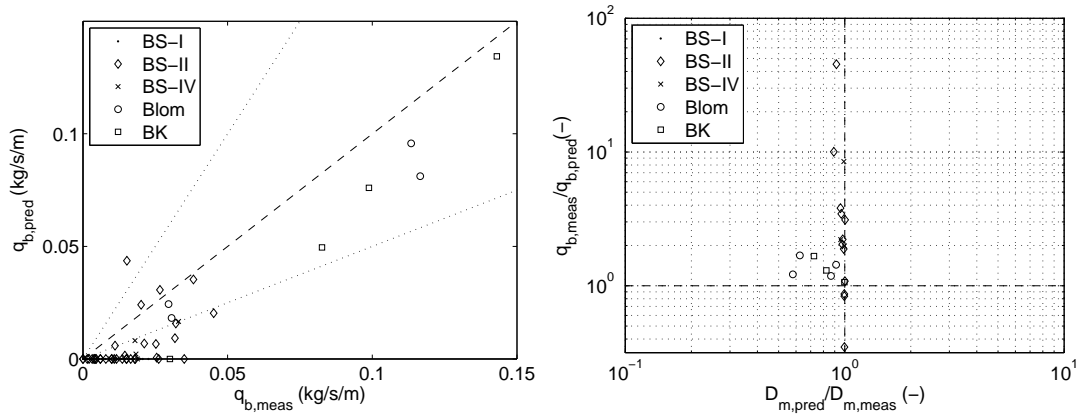 BS-I
BS-II
BS-IV
Blom
BK
0.1
0.05
0
0 0.05 0.1 0.15
q_b,pred (kg/s/m)
q_b,meas (kg/s/m)
BS-I
BS-II
BS-IV
Blom
BK
10^2
10^1
10^0
10^-1 10^0 10^1
q_b,meas/q_b,pred(-)
D_m,pred/D_m,meas (-)